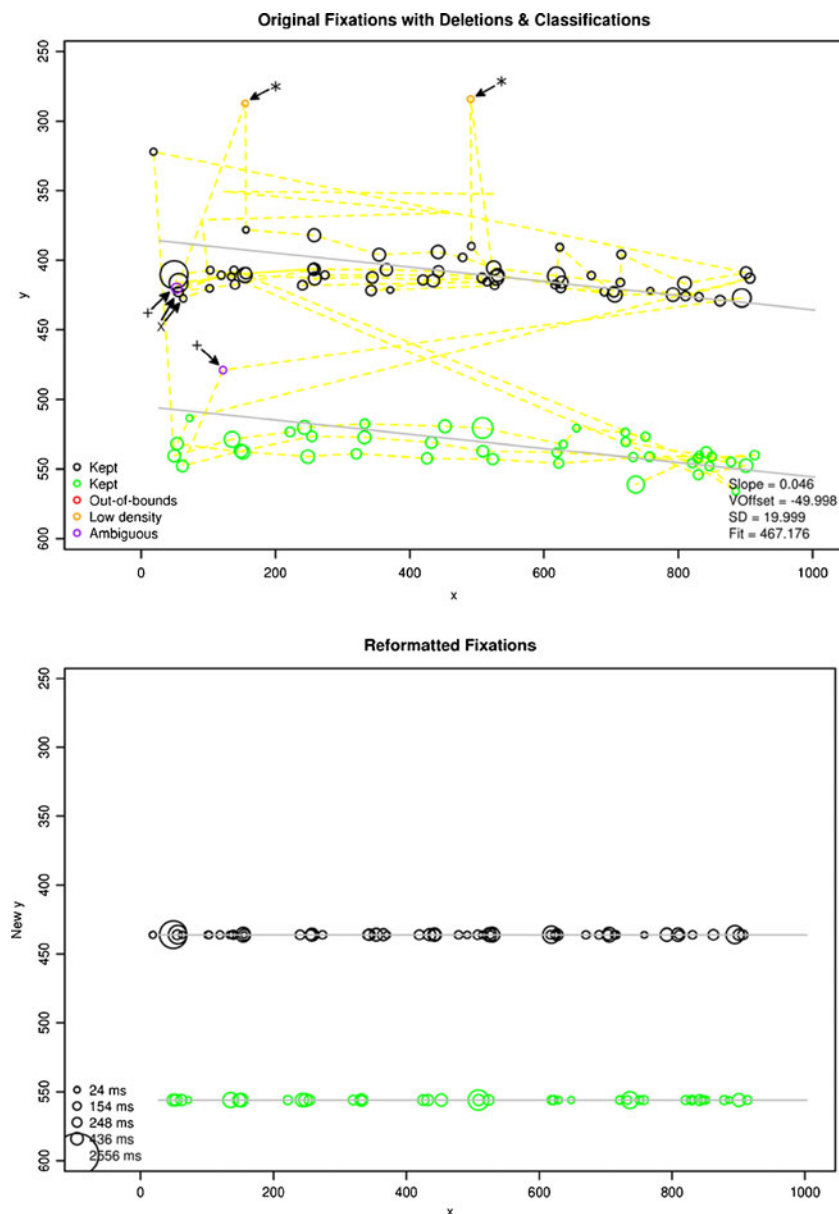 Original Fixations with Deletions & Classifications
250
300
350
400
450
500
550
600
y
*
*
+
x
+
Kept
Kept
Out-of-bounds
Low density
Ambiguous
Slope = 0.046
VOffset = -49.998
SD = 19.999
Fit = 467.176
0 200 400 600 800 1000
x
Reformatted Fixations
250
300
350
400
450
500
550
600
New y
24 ms
154 ms
248 ms
436 ms
2556 ms
0 200 400 600 800 1000
x